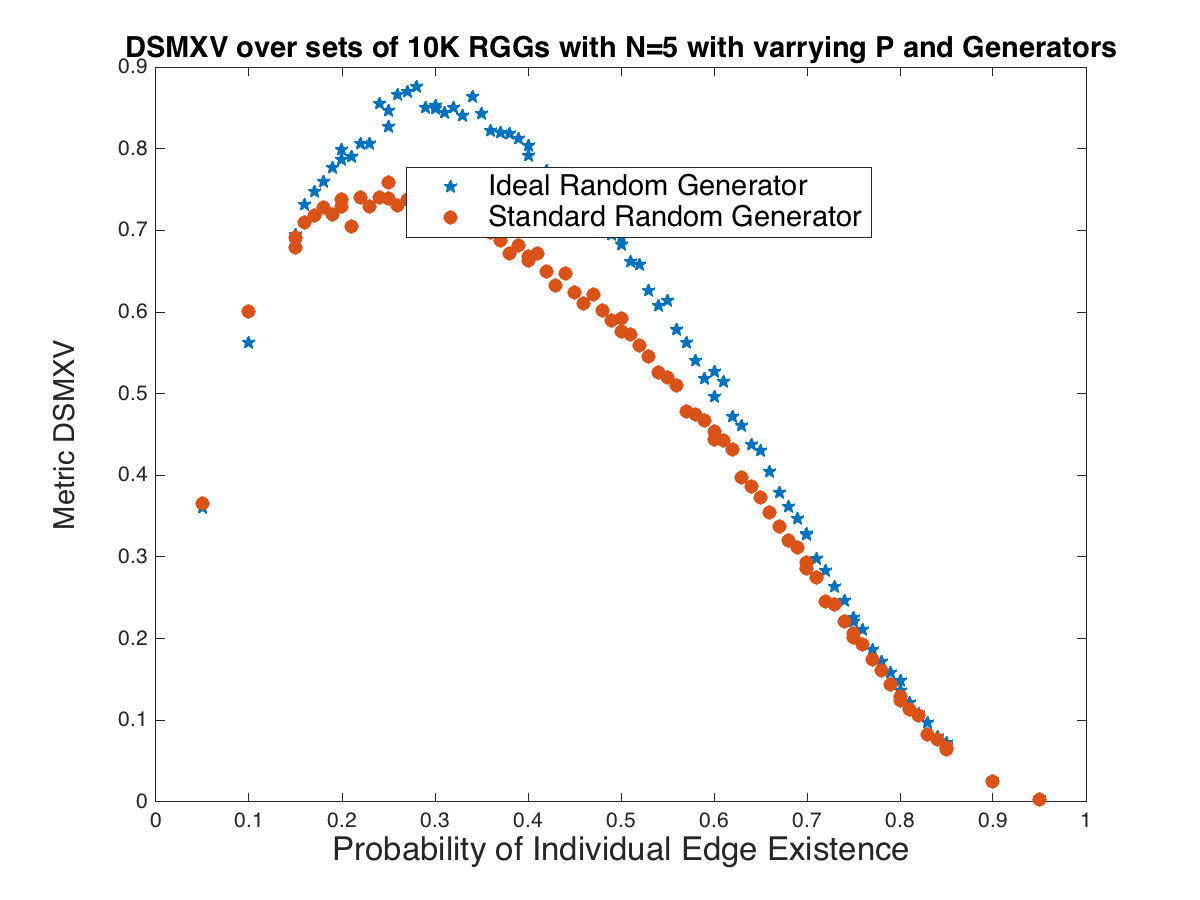 DSMXV over sets of 10K RGGs with N=5 with varrying P and Generators
0.9
0.8
0.7
0.6
0.5
0.4
0.3
0.2
0.1
0
Metric DSMXV
Ideal Random Generator
Standard Random Generator
0 0.1 0.2 0.3 0.4 0.5 0.6 0.7 0.8 0.9 1
Probability of Individual Edge Existence